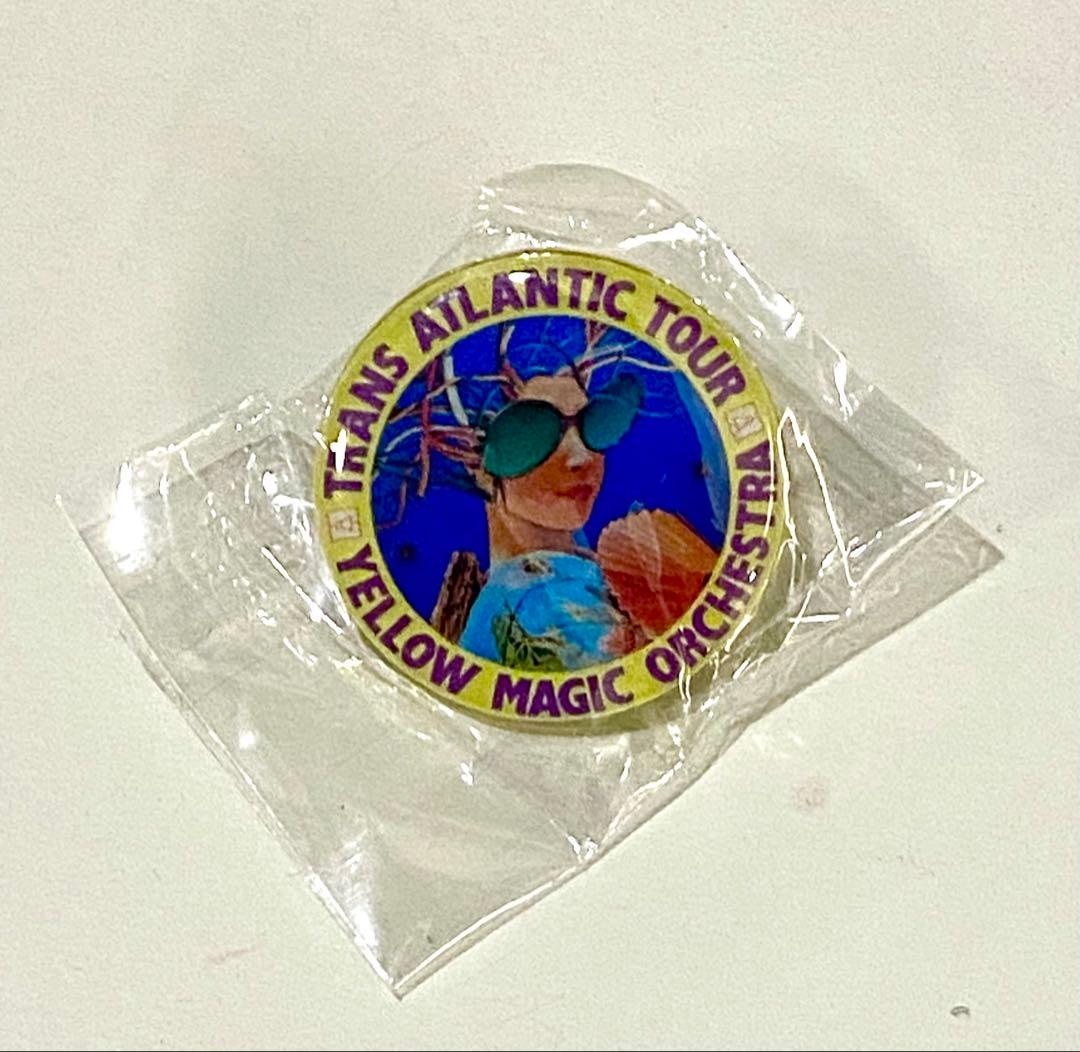 TRANS ATLANTIC TOUR
YELLOW MAGIC ORCHESTRA